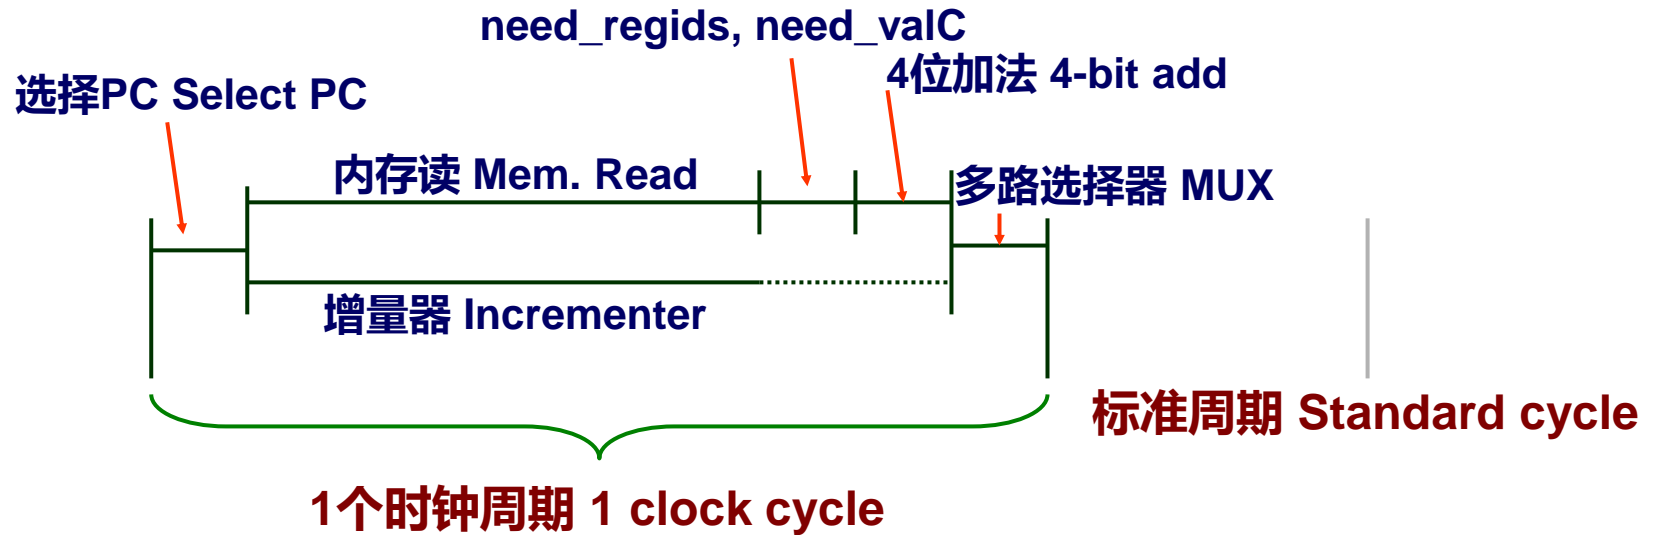 need_regids, need_valC
4位加法 4-bit add
选择PC Select PC
内存读 Mem. Read
多路选择器 MUX
增量器 Incrementer
标准周期 Standard cycle
1个时钟周期 1 clock cycle